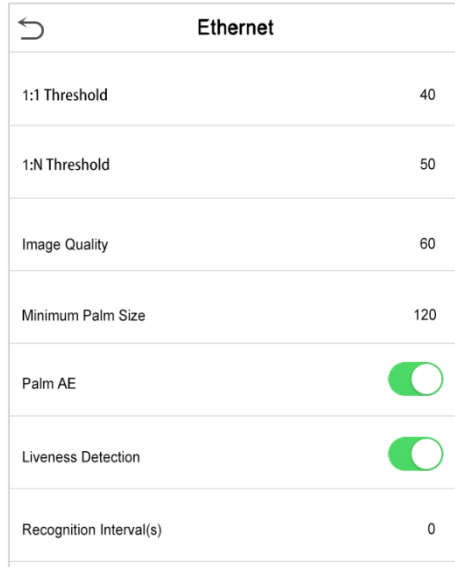 Ethernet
1:1 Threshold 40
1:N Threshold 50
Image Quality 60
Minimum Palm Size 120
Palm AE
Liveness Detection
Recognition Interval(s) 0